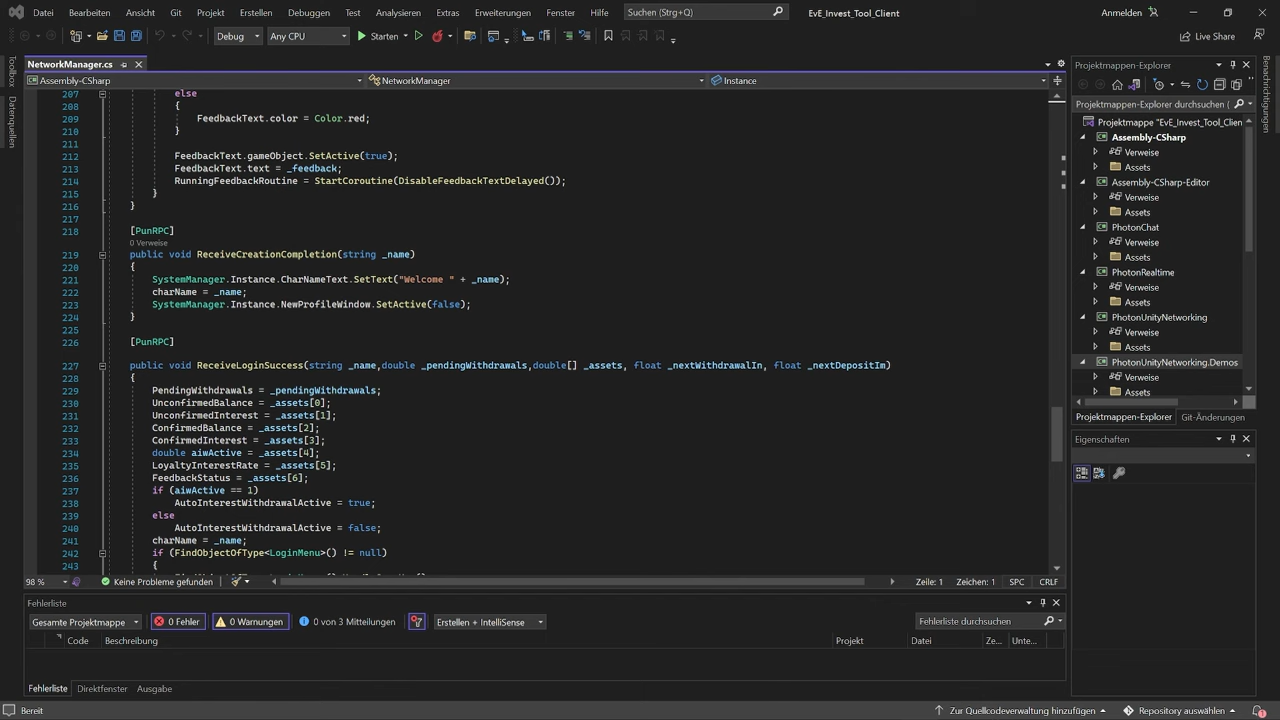 Datei Bearbeiten Ansicht Git Projekt Erstellen Debuggen Test Analysieren Extras Erweiterungen Fenster Hilfe Suchen (Strg+Q) EvE_Invest_Tool_Client Anmelden
Debug Any CPU Starten Live Share
NetworkManager.cs
Assembly-CSharp NetworkManager Instance
Toolbox
Datenquellen
207 else
208 {
209 FeedbackText.color = Color.red;
210 }
211
212 FeedbackText.gameObject.SetActive(true);
213 FeedbackText.text = _feedback;
214 RunningFeedbackRoutine = StartCoroutine(DisableFeedbackTextDelayed());
215 }
216 }
217
218 [PunRPC]
0 Verweise
219 public void ReceiveCreationCompletion(string _name)
220 {
221 SystemManager.Instance.CharNameText.SetText("Welcome " + _name);
222 charName = _name;
223 SystemManager.Instance.NewProfileWindow.SetActive(false);
224 }
225
226 [PunRPC]
227 public void ReceiveLoginSuccess(string _name,double _pendingWithdrawals,double[] _assets, float _nextWithdrawalIn, float _nextDepositIm)
228 {
229 PendingWithdrawals = _pendingWithdrawals;
230 UnconfirmedBalance = _assets[0];
231 UnconfirmedInterest = _assets[1];
232 ConfirmedBalance = _assets[2];
233 ConfirmedInterest = _assets[3];
234 double aiwActive = _assets[4];
235 LoyaltyInterestRate = _assets[5];
236 FeedbackStatus = _assets[6];
237 if (aiwActive == 1)
238 AutoInterestWithdrawalActive = true;
239 else
240 AutoInterestWithdrawalActive = false;
241 charName = _name;
242 if (FindObjectOfType<LoginMenu>() != null)
243 {
98 % Keine Probleme gefunden Zeile: 1 Zeichen: 1 SPC CRLF
Projektmappen-Explorer
Projektmappen-Explorer durchsuchen (
Projektmappe "EvE_Invest_Tool_Clien
Assembly-CSharp
Verweise
Assets
Assembly-CSharp-Editor
Verweise
Assets
PhotonChat
Verweise
Assets
PhotonRealtime
Verweise
Assets
PhotonUnityNetworking
Verweise
Assets
PhotonUnityNetworking.Demos
Verweise
Assets
Projektmappen-Explorer Git-Änderungen
Eigenschaften
Benachrichtigungen
Fehlerliste
Gesamte Projektmappe 0 Fehler 0 Warnungen 0 von 3 Mitteilungen Erstellen + IntelliSense Fehlerliste durchsuchen
Code Beschreibung Projekt Datei Ze... Unte...
Fehlerliste Direktfenster Ausgabe
Bereit Zur Quellcodeverwaltung hinzufügen Repository auswählen